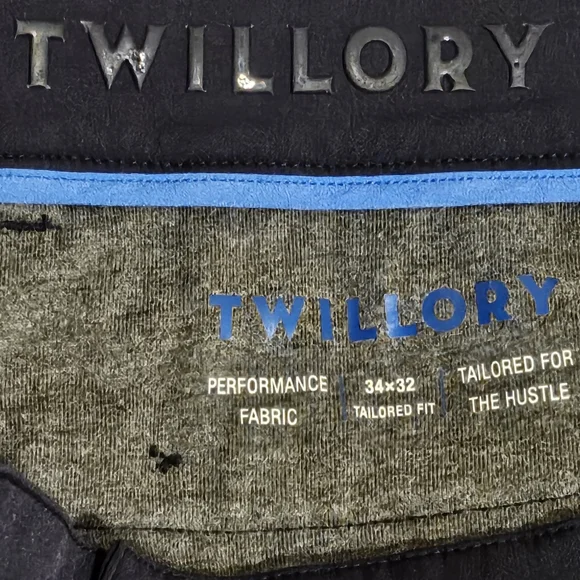 TWILLORY
TWILLORY
PERFORMANCE
FABRIC
34×32
TAILORED FIT
TAILORED FOR
THE HUSTLE